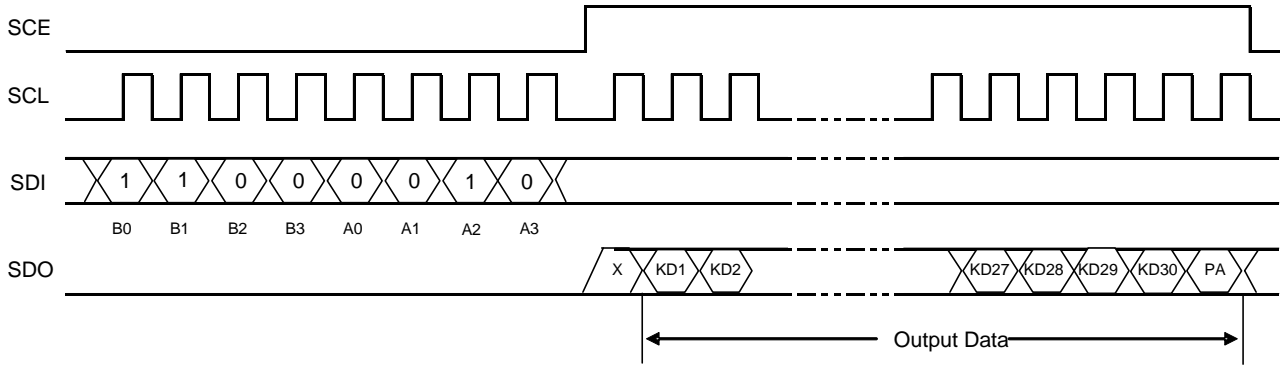 SCE
SCL
SDI 1 1 0 0 0 0 1 0
B0 B1 B2 B3 A0 A1 A2 A3
SDO X KD1 KD2 KD27 KD28 KD29 KD30 PA
Output Data